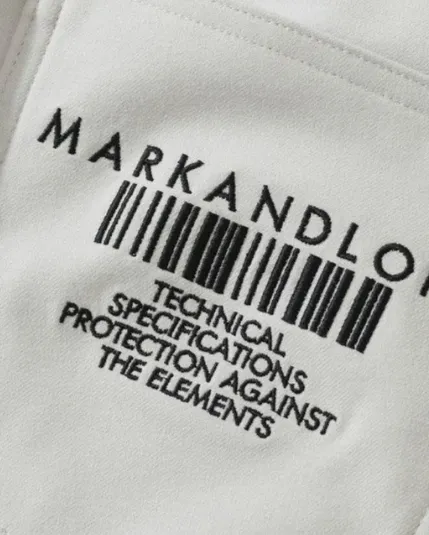 MARKANDLO
TECHNICAL
SPECIFICATIONS
PROTECTION AGAINST
THE ELEMENTS